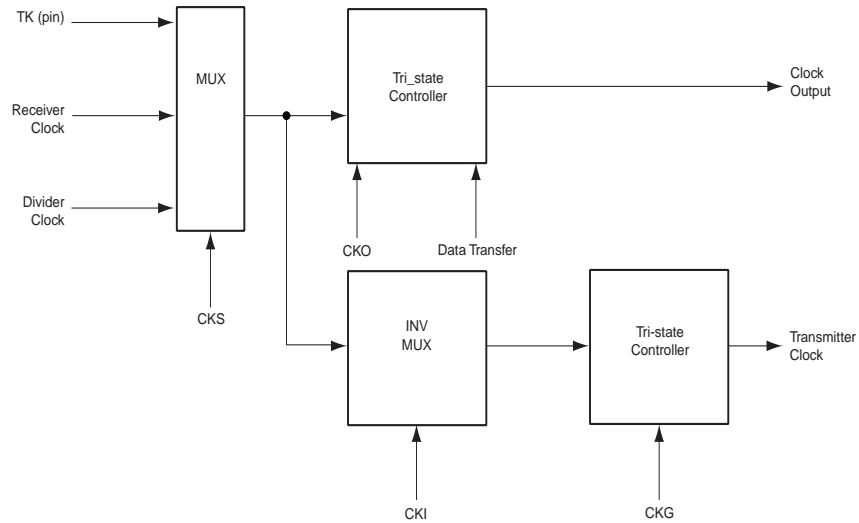 TK (pin)
MUX
Tri_state
Controller
Clock
Output
Receiver
Clock
Divider
Clock
CKO
Data Transfer
CKS
INV
MUX
Tri-state
Controller
Transmitter
Clock
CKI
CKG